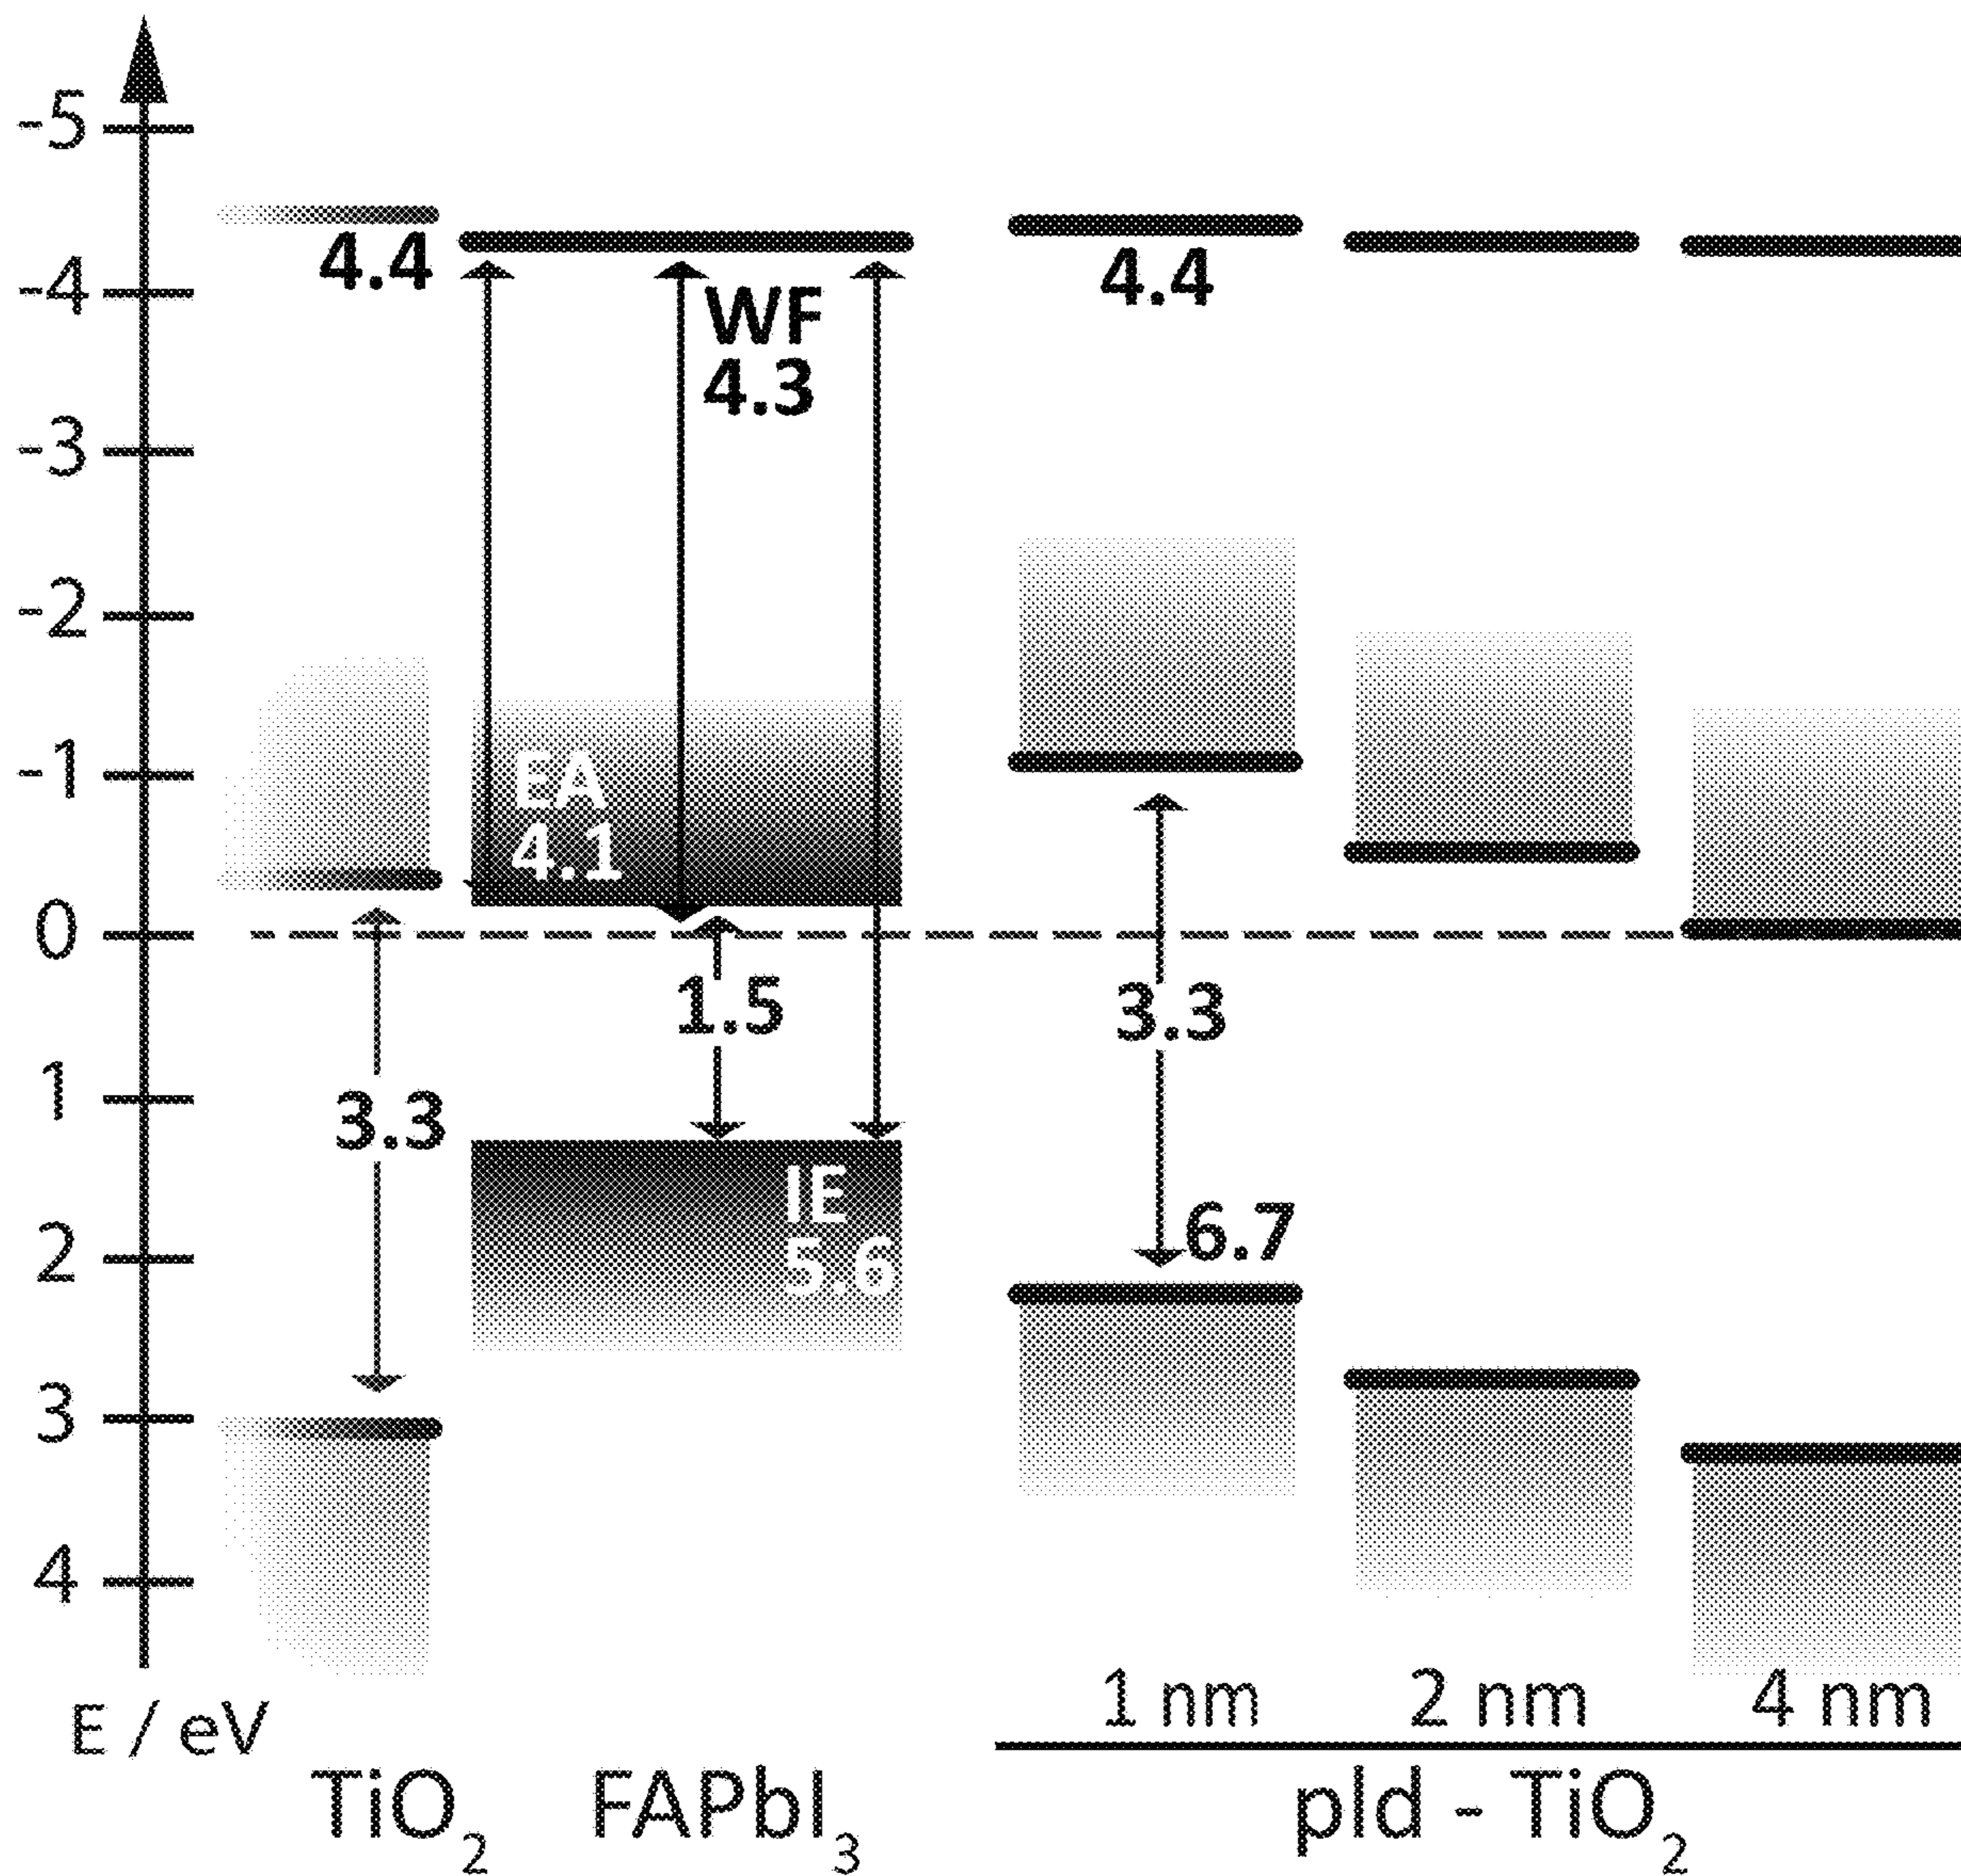 -5
-4
-3
-2
-1
0
1
2
3
4
E / eV
4.4
WF
4.3
4.4
EA
4.1
1.5
3.3
3.3
IE
5.6
6.7
1 nm
2 nm
4 nm
TiO₂
FAPbI₃
pld - TiO₂